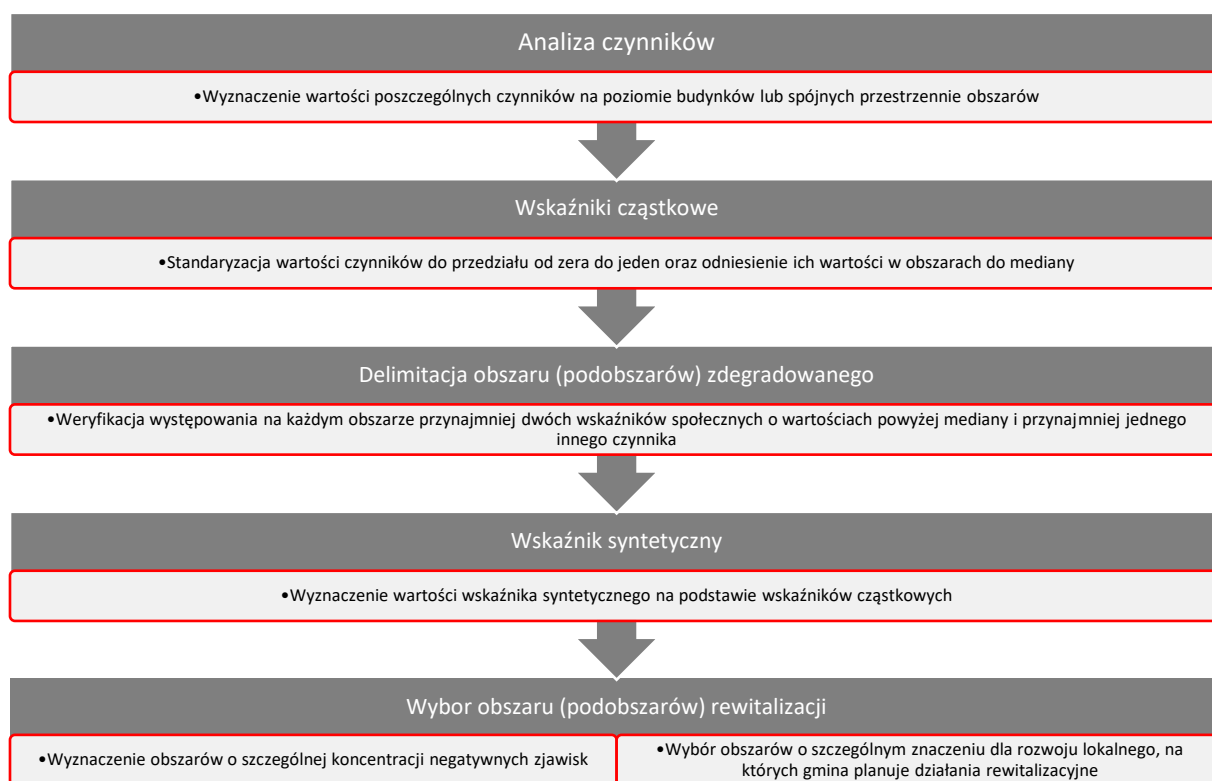 Analiza czynników
•Wyznaczenie wartości poszczególnych czynników na poziomie budynków lub spójnych przestrzennie obszarów
Wskaźniki cząstkowe
•Standaryzacja wartości czynników do przedziału od zera do jeden oraz odniesienie ich wartości w obszarach do mediany
Delimitacja obszaru (podobszarów) zdegradowanego
•Weryfikacja występowania na każdym obszarze przynajmniej dwóch wskaźników społecznych o wartościach powyżej mediany i przynajmniej jednego
innego czynnika
Wskaźnik syntetyczny
•Wyznaczenie wartości wskaźnika syntetycznego na podstawie wskaźników cząstkowych
Wybor obszaru (podobszarów) rewitalizacji
•Wyznaczenie obszarów o szczególnej koncentracji negatywnych zjawisk
•Wybór obszarów o szczególnym znaczeniu dla rozwoju lokalnego, na
których gmina planuje działania rewitalizacyjne